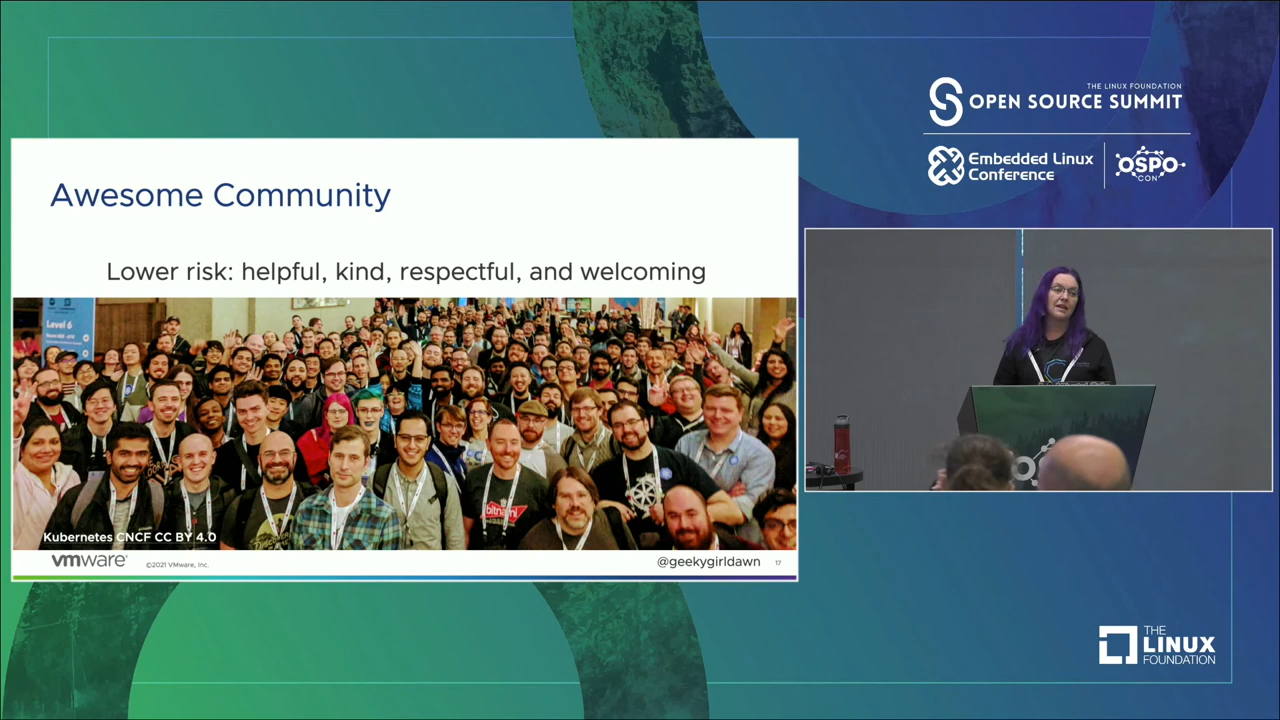 THE LINUX FOUNDATION
OPEN SOURCE SUMMIT
Embedded Linux
Conference
OSPO
CON
Awesome Community
Lower risk: helpful, kind, respectful, and welcoming
Level 6
bitnami
Kubernetes CNCF CC BY 4.0
vmware
©2021 VMware, Inc.
@geekygirldawn
17
THE
LINUX
FOUNDATION